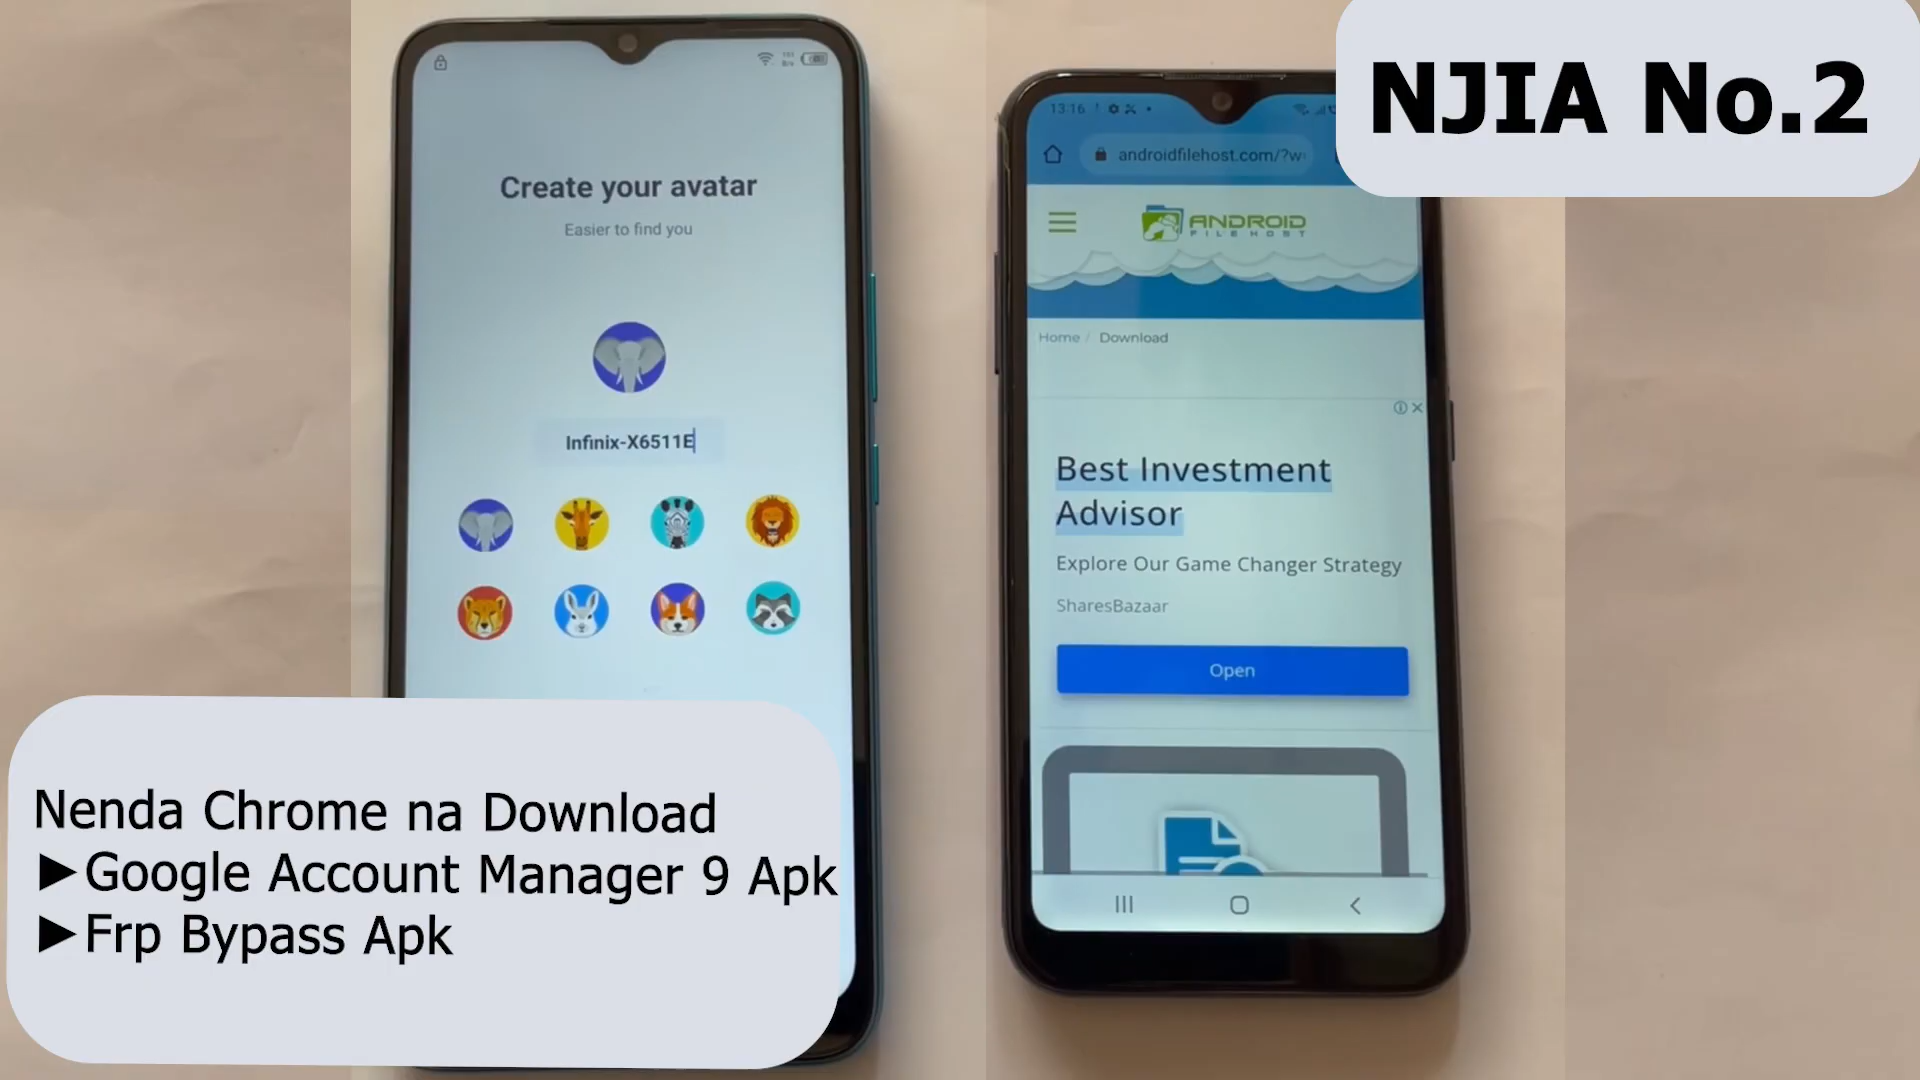 NJIA No.2
Create your avatar
Easier to find you
Infinix-X6511E
13:16
androidfilehost.com/?w
ANDROID
FILE HOST
Home / Download
Best Investment
Advisor
Explore Our Game Changer Strategy
SharesBazaar
Open
Nenda Chrome na Download
►Google Account Manager 9 Apk
►Frp Bypass Apk